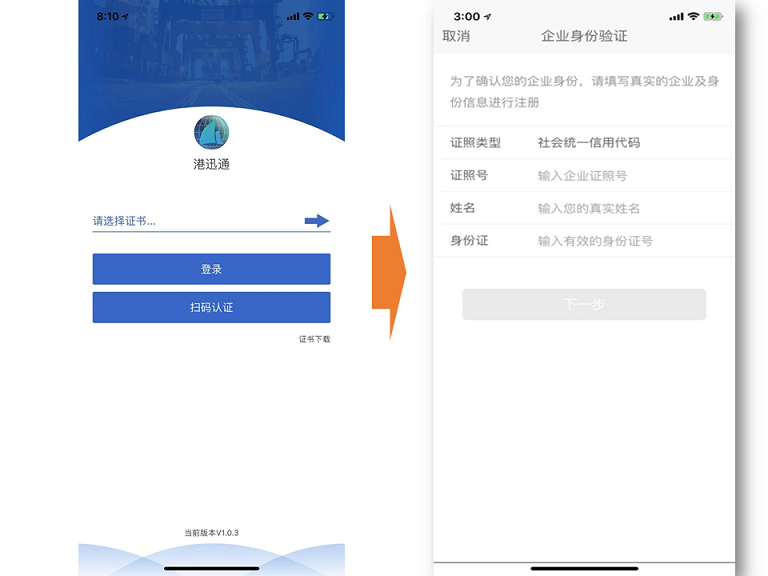 8:10
港迅通
请选择证书...
登录
扫码认证
证书下载
当前版本V1.0.3
3:00
取消
企业身份验证
为了确认您的企业身份，请填写真实的企业及身
份信息进行注册
证照类型 社会统一信用代码
证照号 输入企业证照号
姓名 输入您的真实姓名
身份证 输入有效的身份证号
下一步